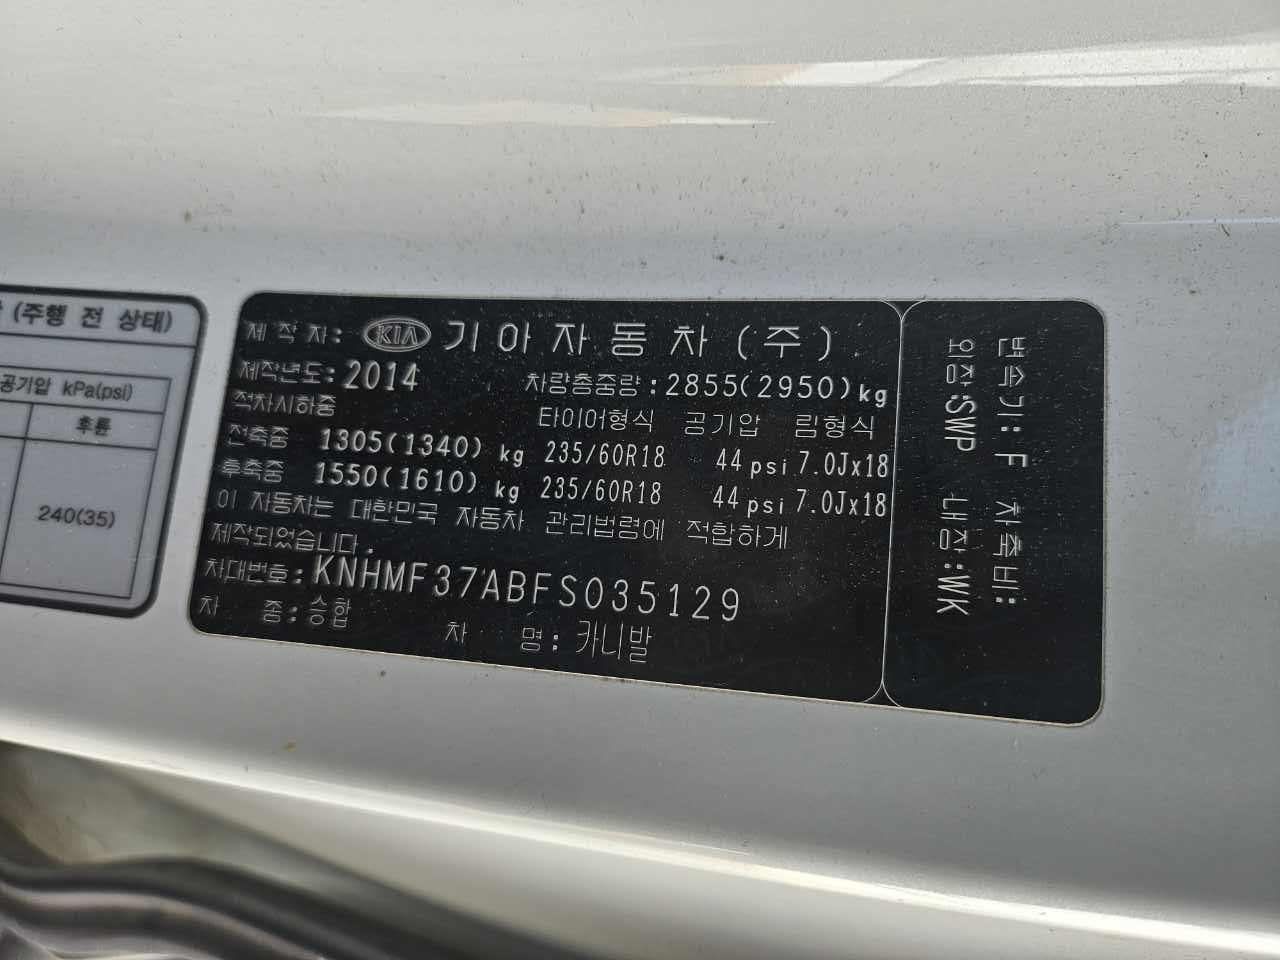 (주행 전 상태)
공기압 kPa(psi)
후륜
240(35)
제작자: KIA 기아자동차(주)
제작년도:2014 차량총중량:2855(2950)kg
적차시하중 타이어형식 공기압 림형식
전축중 1305(1340) kg 235/60R18 44psi 7.0Jx18
후축중 1550(1610) kg 235/60R18 44psi 7.0Jx18
이 자동차는 대한민국 자동차 관리법령에 적합하게
제작되었습니다.
차대번호:KNHMF37ABFS035129
차 종:승합 차 명:카니발
변속기:F 차축비:
외장:SWP 내장:WK